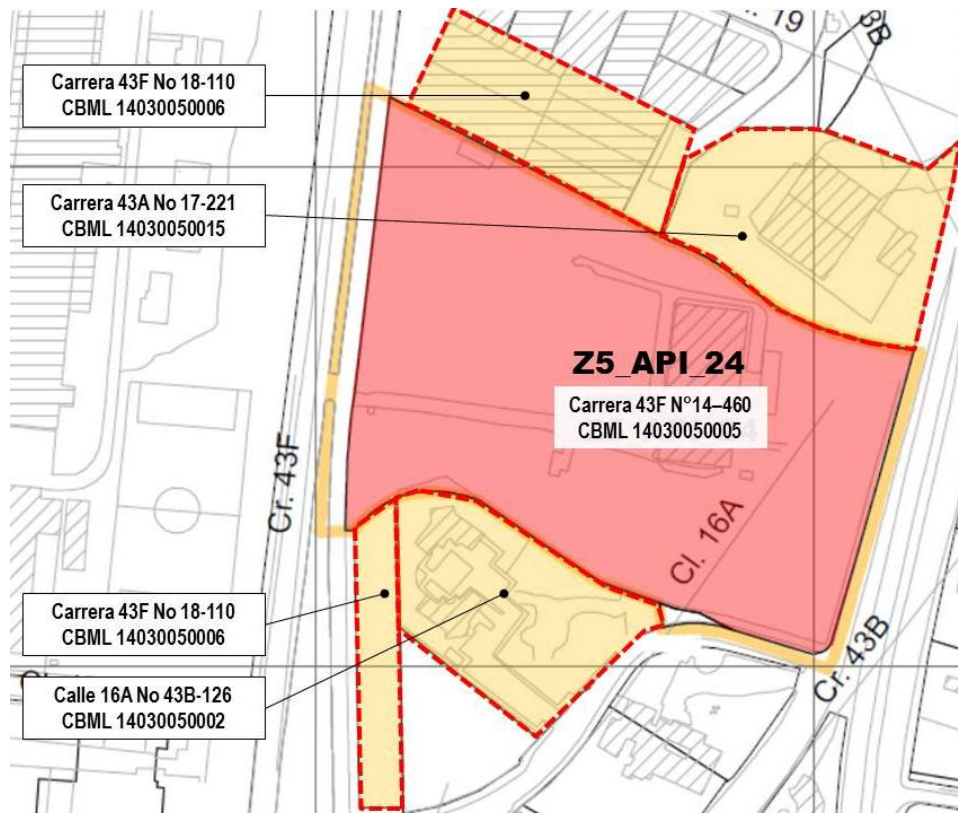 19
3B
Carrera 43F No 18-110
CBML 14030050006
Carrera 43A No 17-221
CBML 14030050015
Z5_API_24
Carrera 43F N°14–460
CBML 14030050005
Cr. 43F
Cl. 16A
Carrera 43F No 18-110
CBML 14030050006
Calle 16A No 43B-126
CBML 14030050002
Cr. 43B